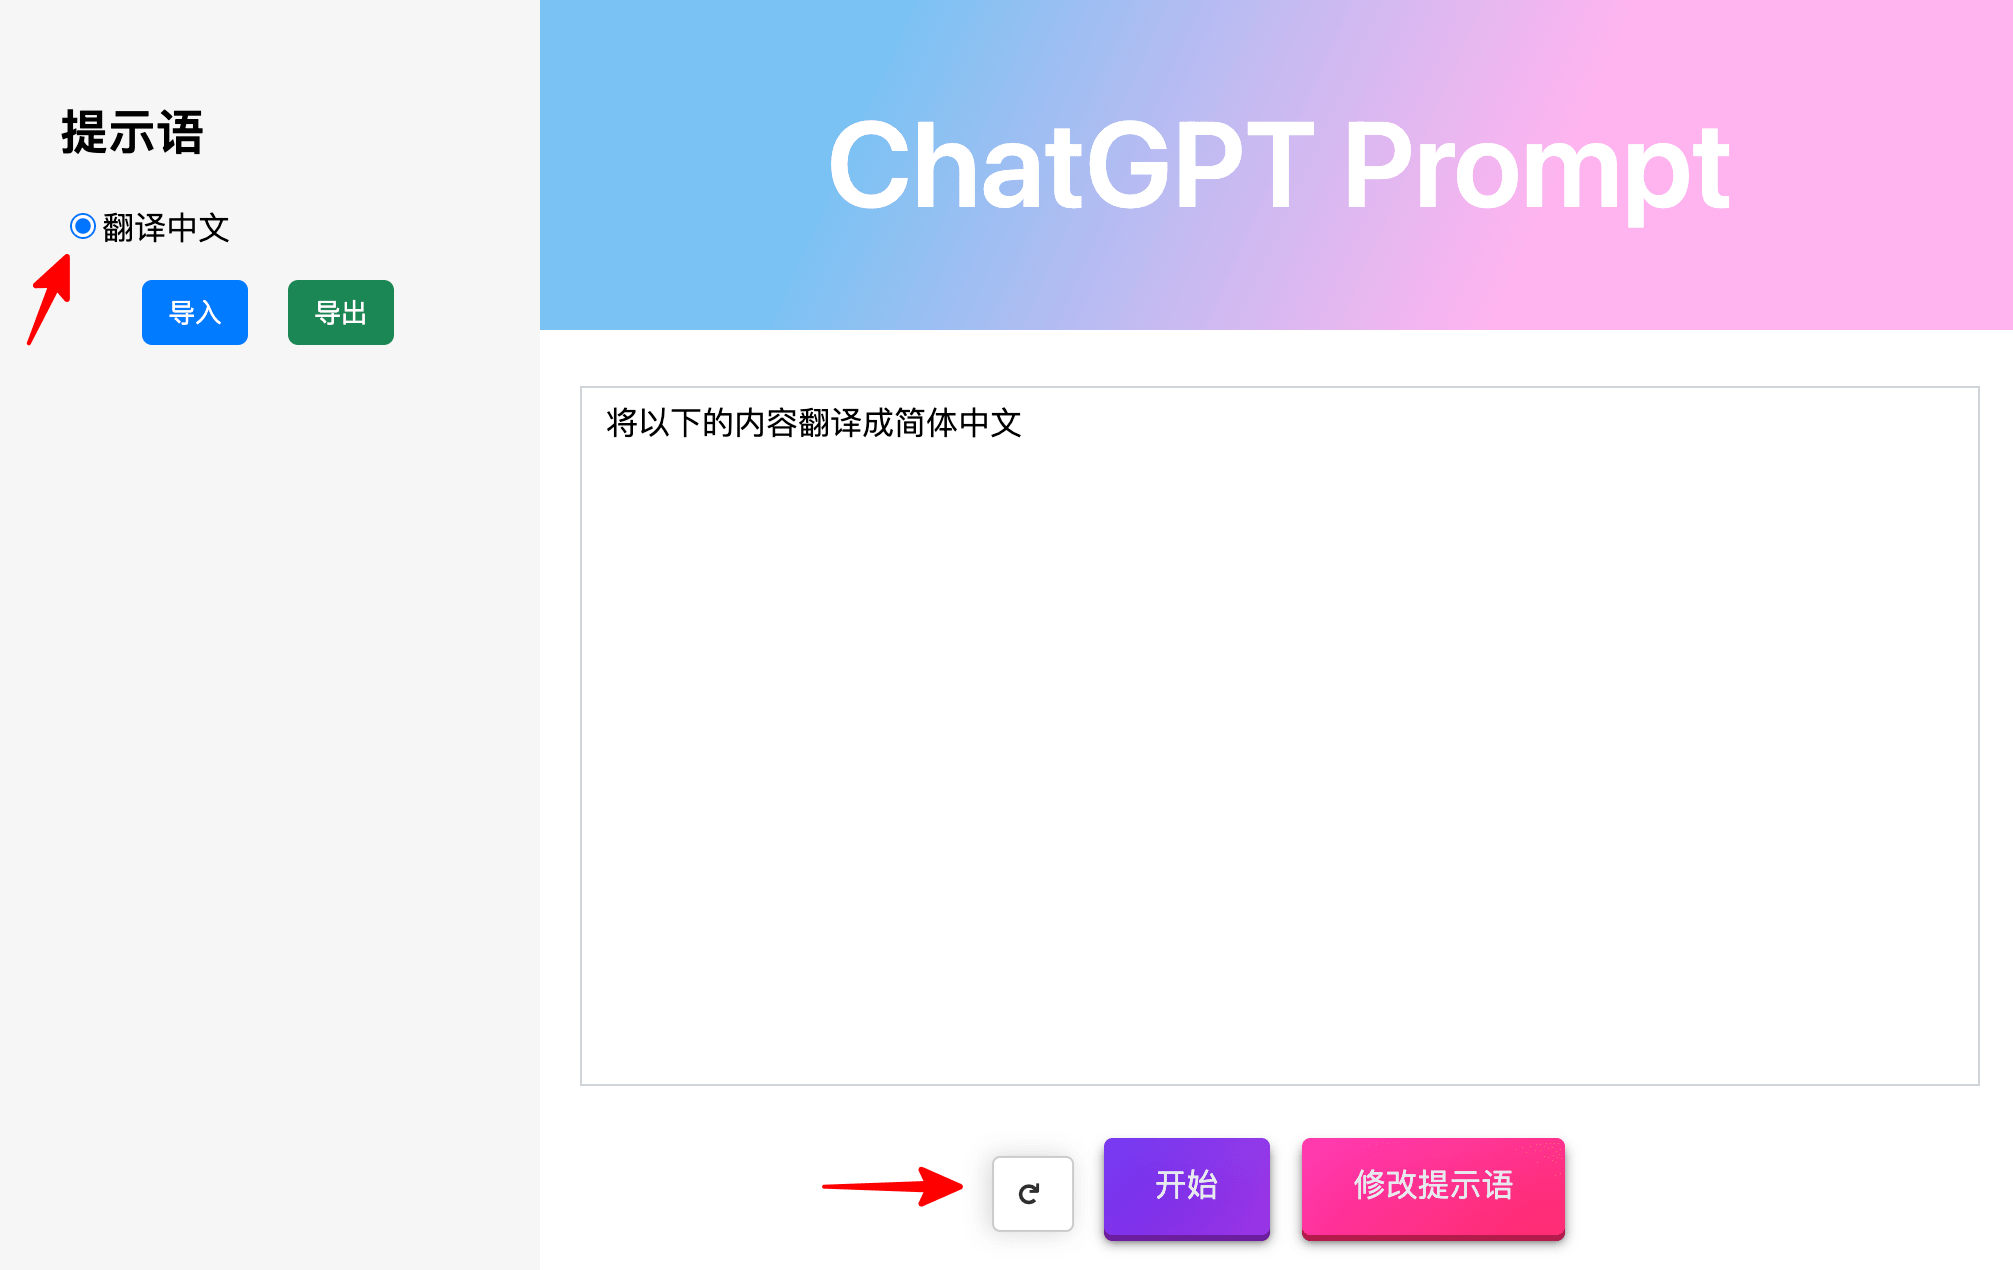 提示语
翻译中文
导入
导出
ChatGPT Prompt
将以下的内容翻译成简体中文
开始
修改提示语